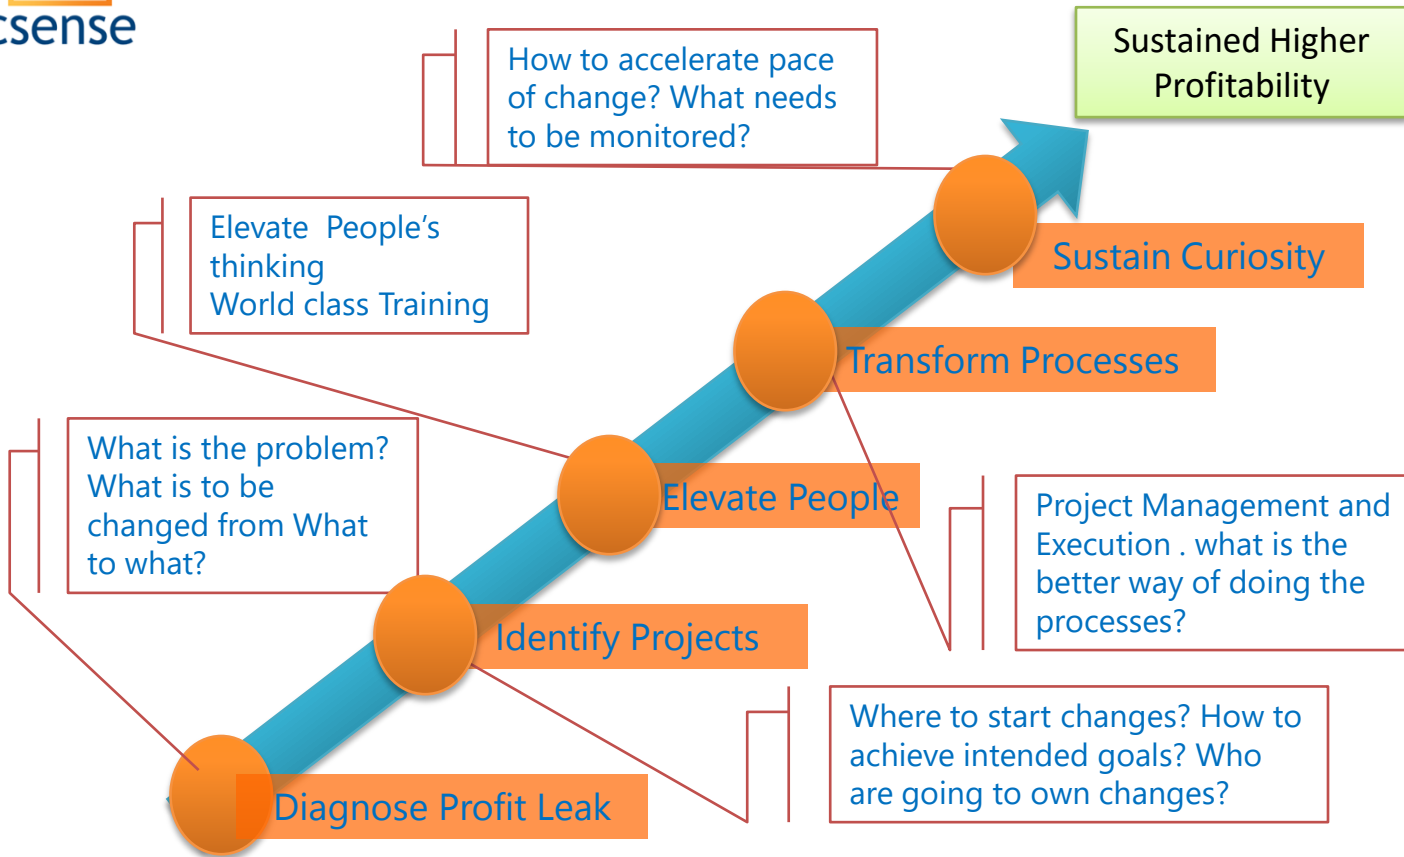 csense
Sustained Higher
Profitability
How to accelerate pace
of change? What needs
to be monitored?
Elevate People’s
thinking
World class Training
Sustain Curiosity
Transform Processes
What is the problem?
What is to be
changed from What
to what?
Elevate People
Project Management and
Execution . what is the
better way of doing the
processes?
Identify Projects
Where to start changes? How to
achieve intended goals? Who
are going to own changes?
Diagnose Profit Leak